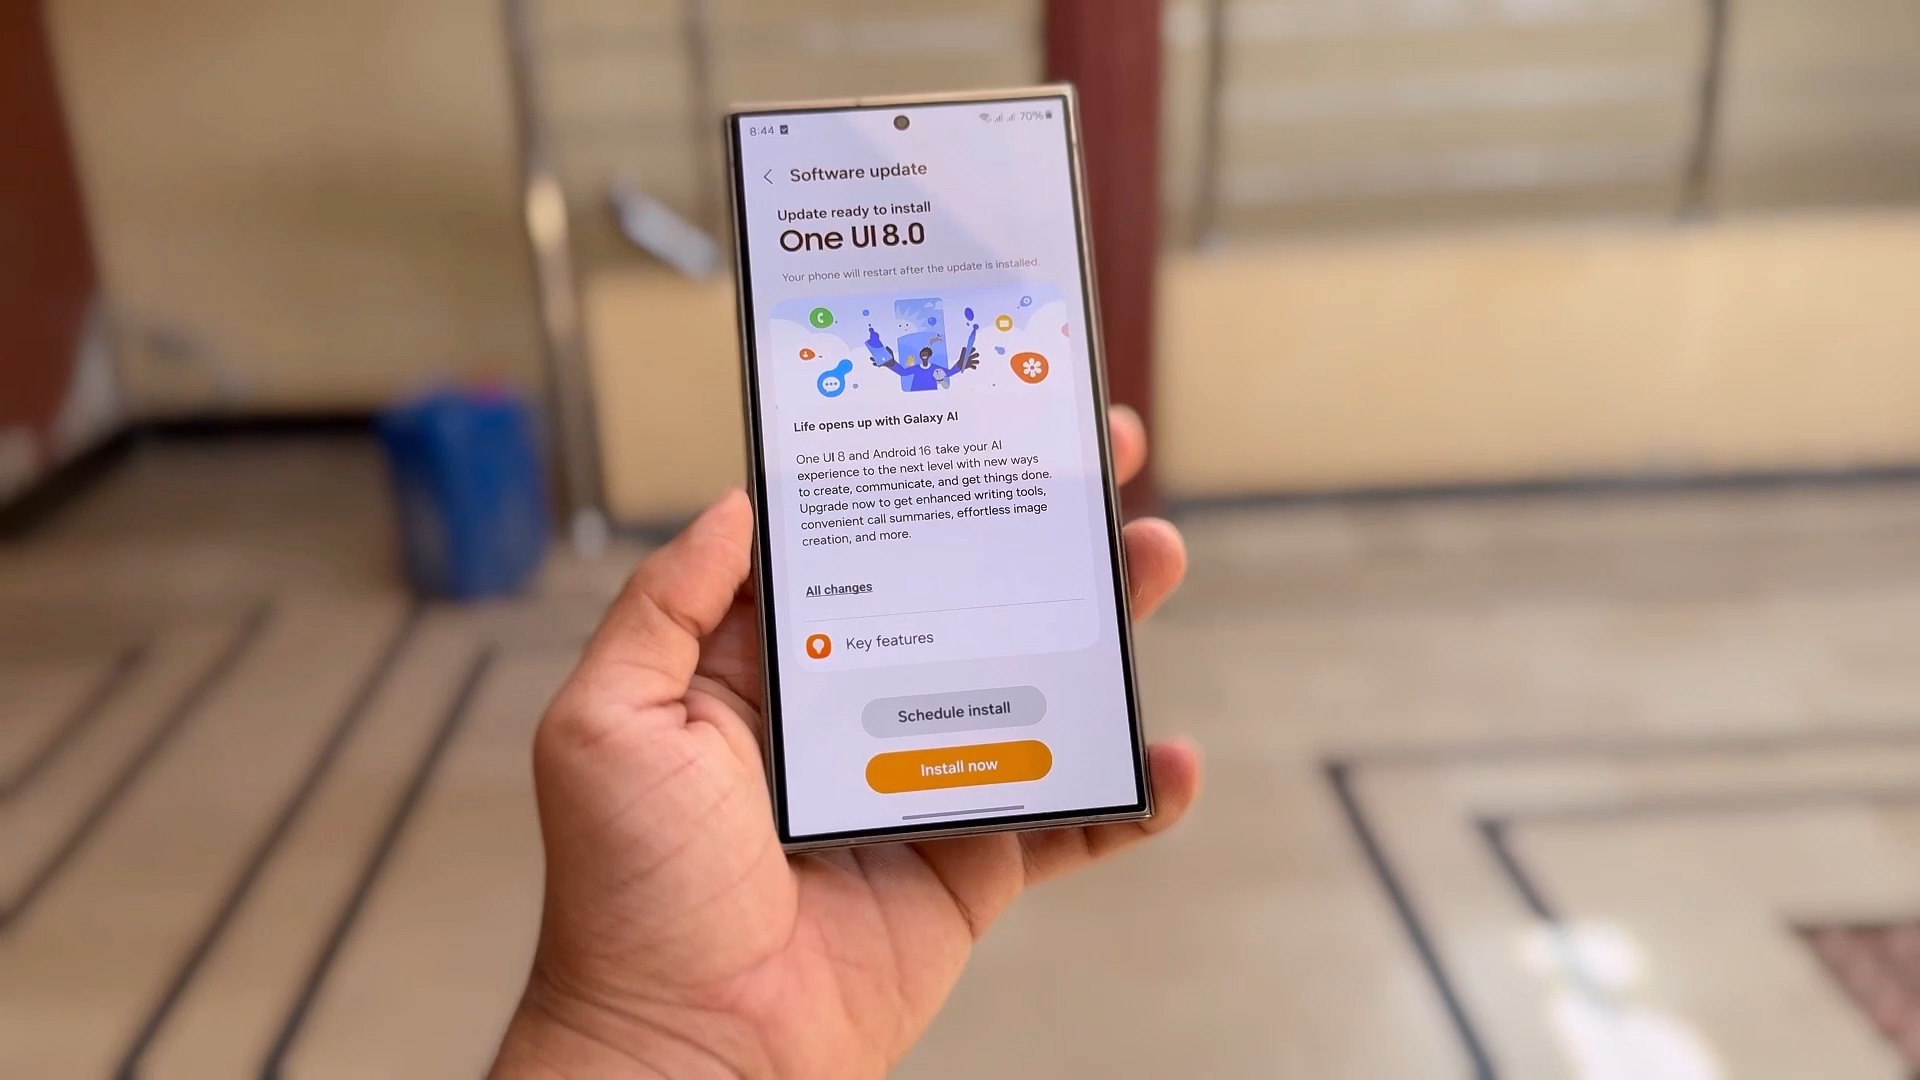 8:44
70%
Software update
Update ready to install
One UI 8.0
Your phone will restart after the update is installed.
Life opens up with Galaxy AI
One UI 8 and Android 16 take your AI
experience to the next level with new ways
to create, communicate, and get things done.
Upgrade now to get enhanced writing tools,
convenient call summaries, effortless image
creation, and more.
All changes
Key features
Schedule install
Install now